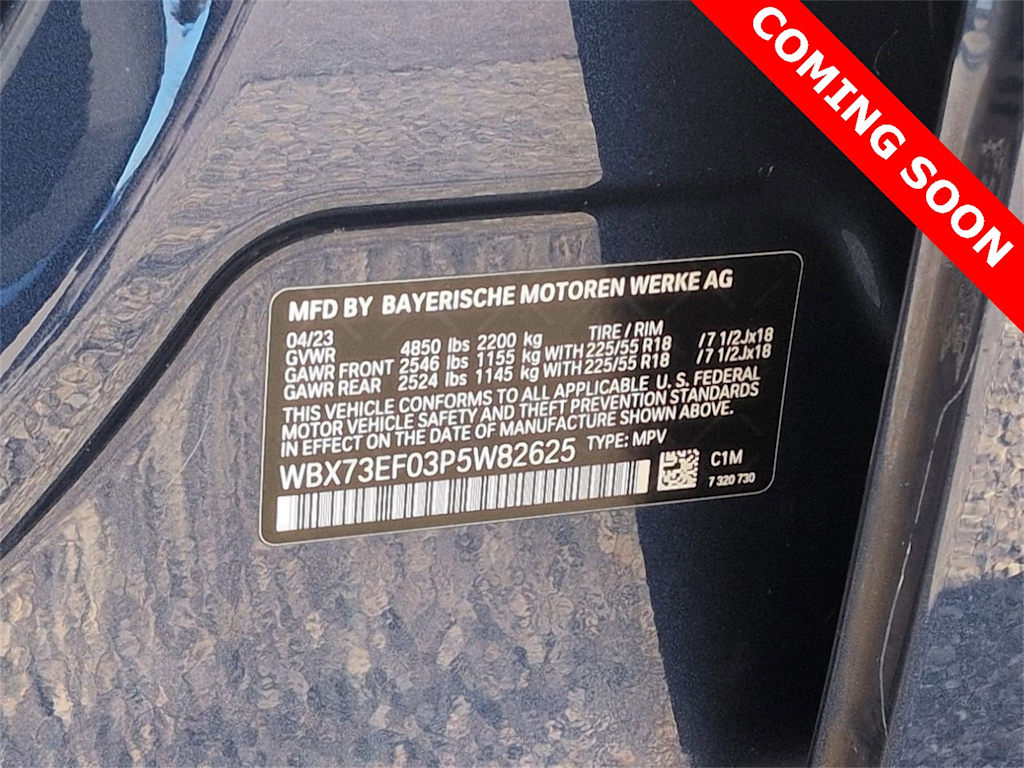 COMING SOON
MFD BY BAYERISCHE MOTOREN WERKE AG
04/23 TIRE / RIM
GVWR 4850 lbs 2200 kg
GAWR FRONT 2546 lbs 1155 kg WITH 225/55 R18 /7 1/2Jx18
GAWR REAR 2524 lbs 1145 kg WITH 225/55 R18 /7 1/2Jx18
THIS VEHICLE CONFORMS TO ALL APPLICABLE U. S. FEDERAL
MOTOR VEHICLE SAFETY AND THEFT PREVENTION STANDARDS
IN EFFECT ON THE DATE OF MANUFACTURE SHOWN ABOVE.
WBX73EF03P5W82625 TYPE: MPV
C1M
7 320 730